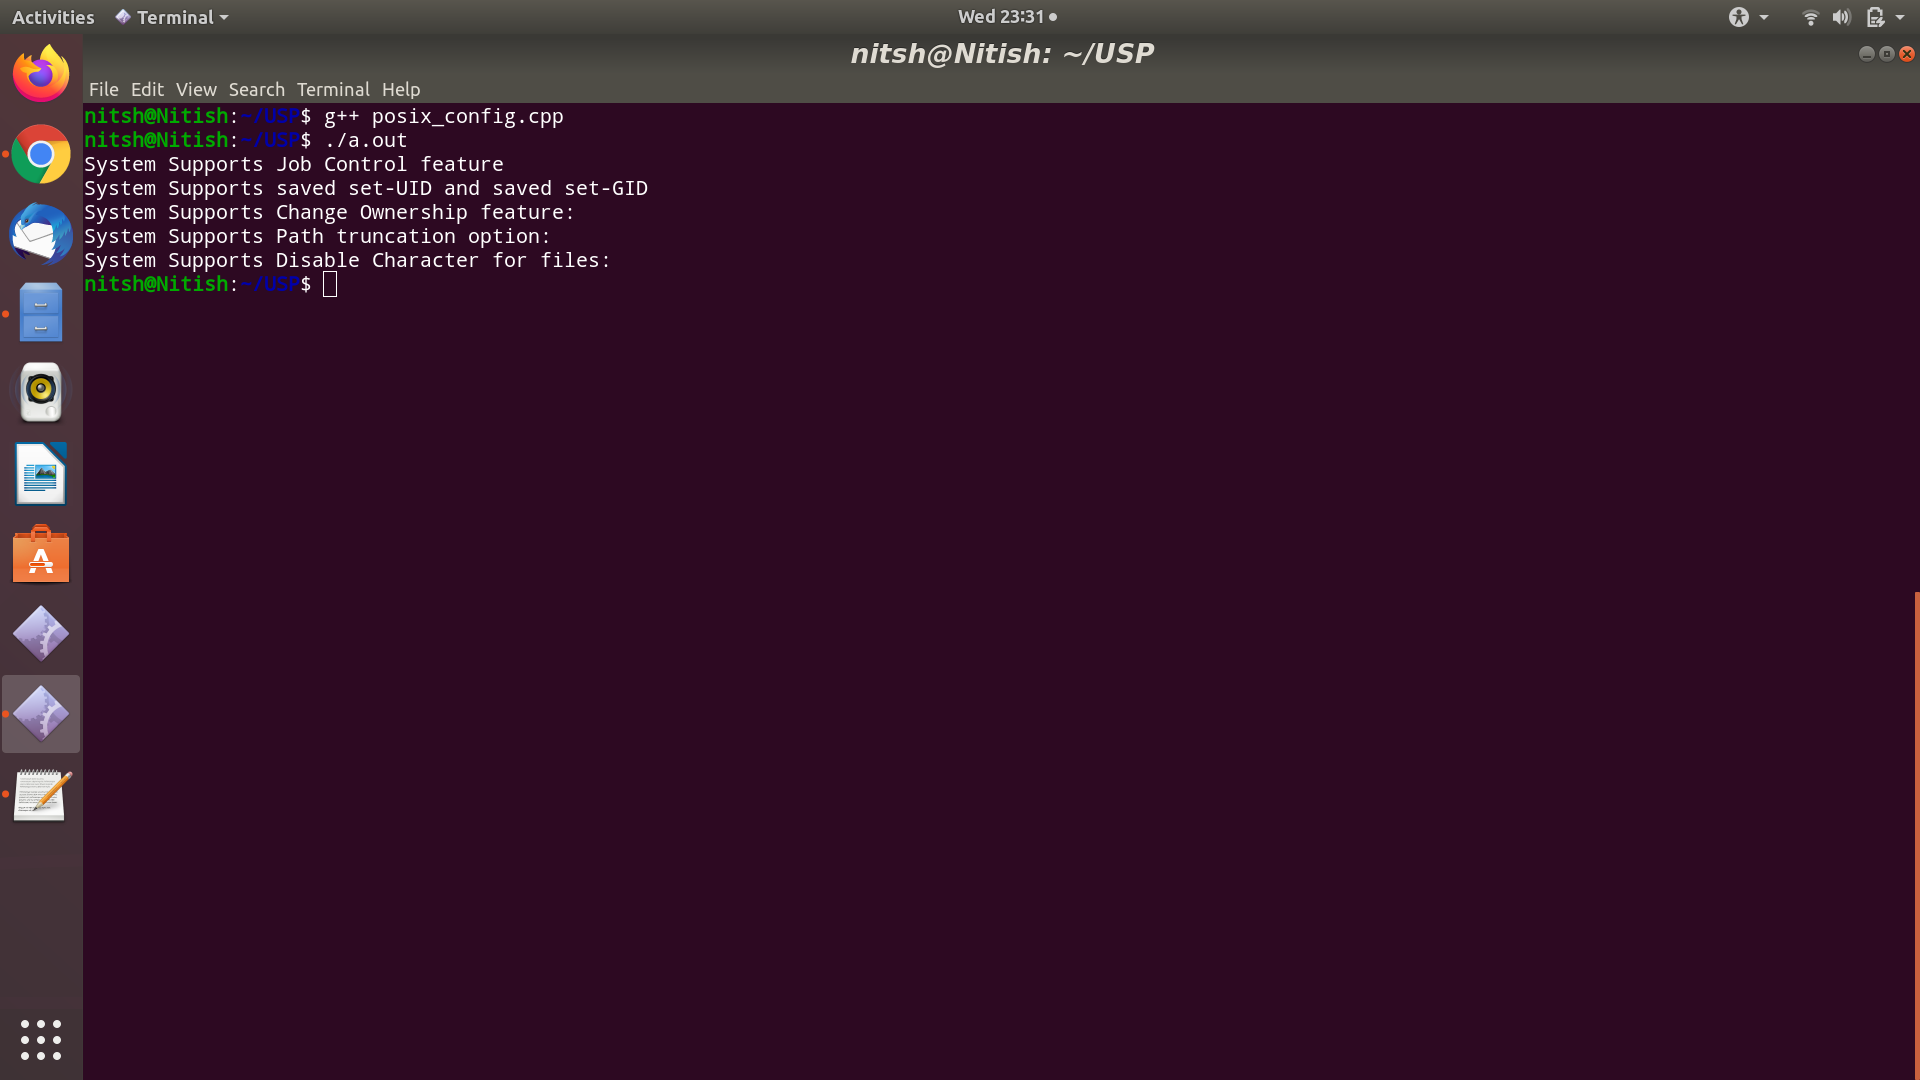 Activities Terminal Wed 23:31
nitsh@Nitish: ~/USP
File Edit View Search Terminal Help
nitsh@Nitish:~/USP$ g++ posix_config.cpp
nitsh@Nitish:~/USP$ ./a.out
System Supports Job Control feature
System Supports saved set-UID and saved set-GID
System Supports Change Ownership feature:
System Supports Path truncation option:
System Supports Disable Character for files:
nitsh@Nitish:~/USP$